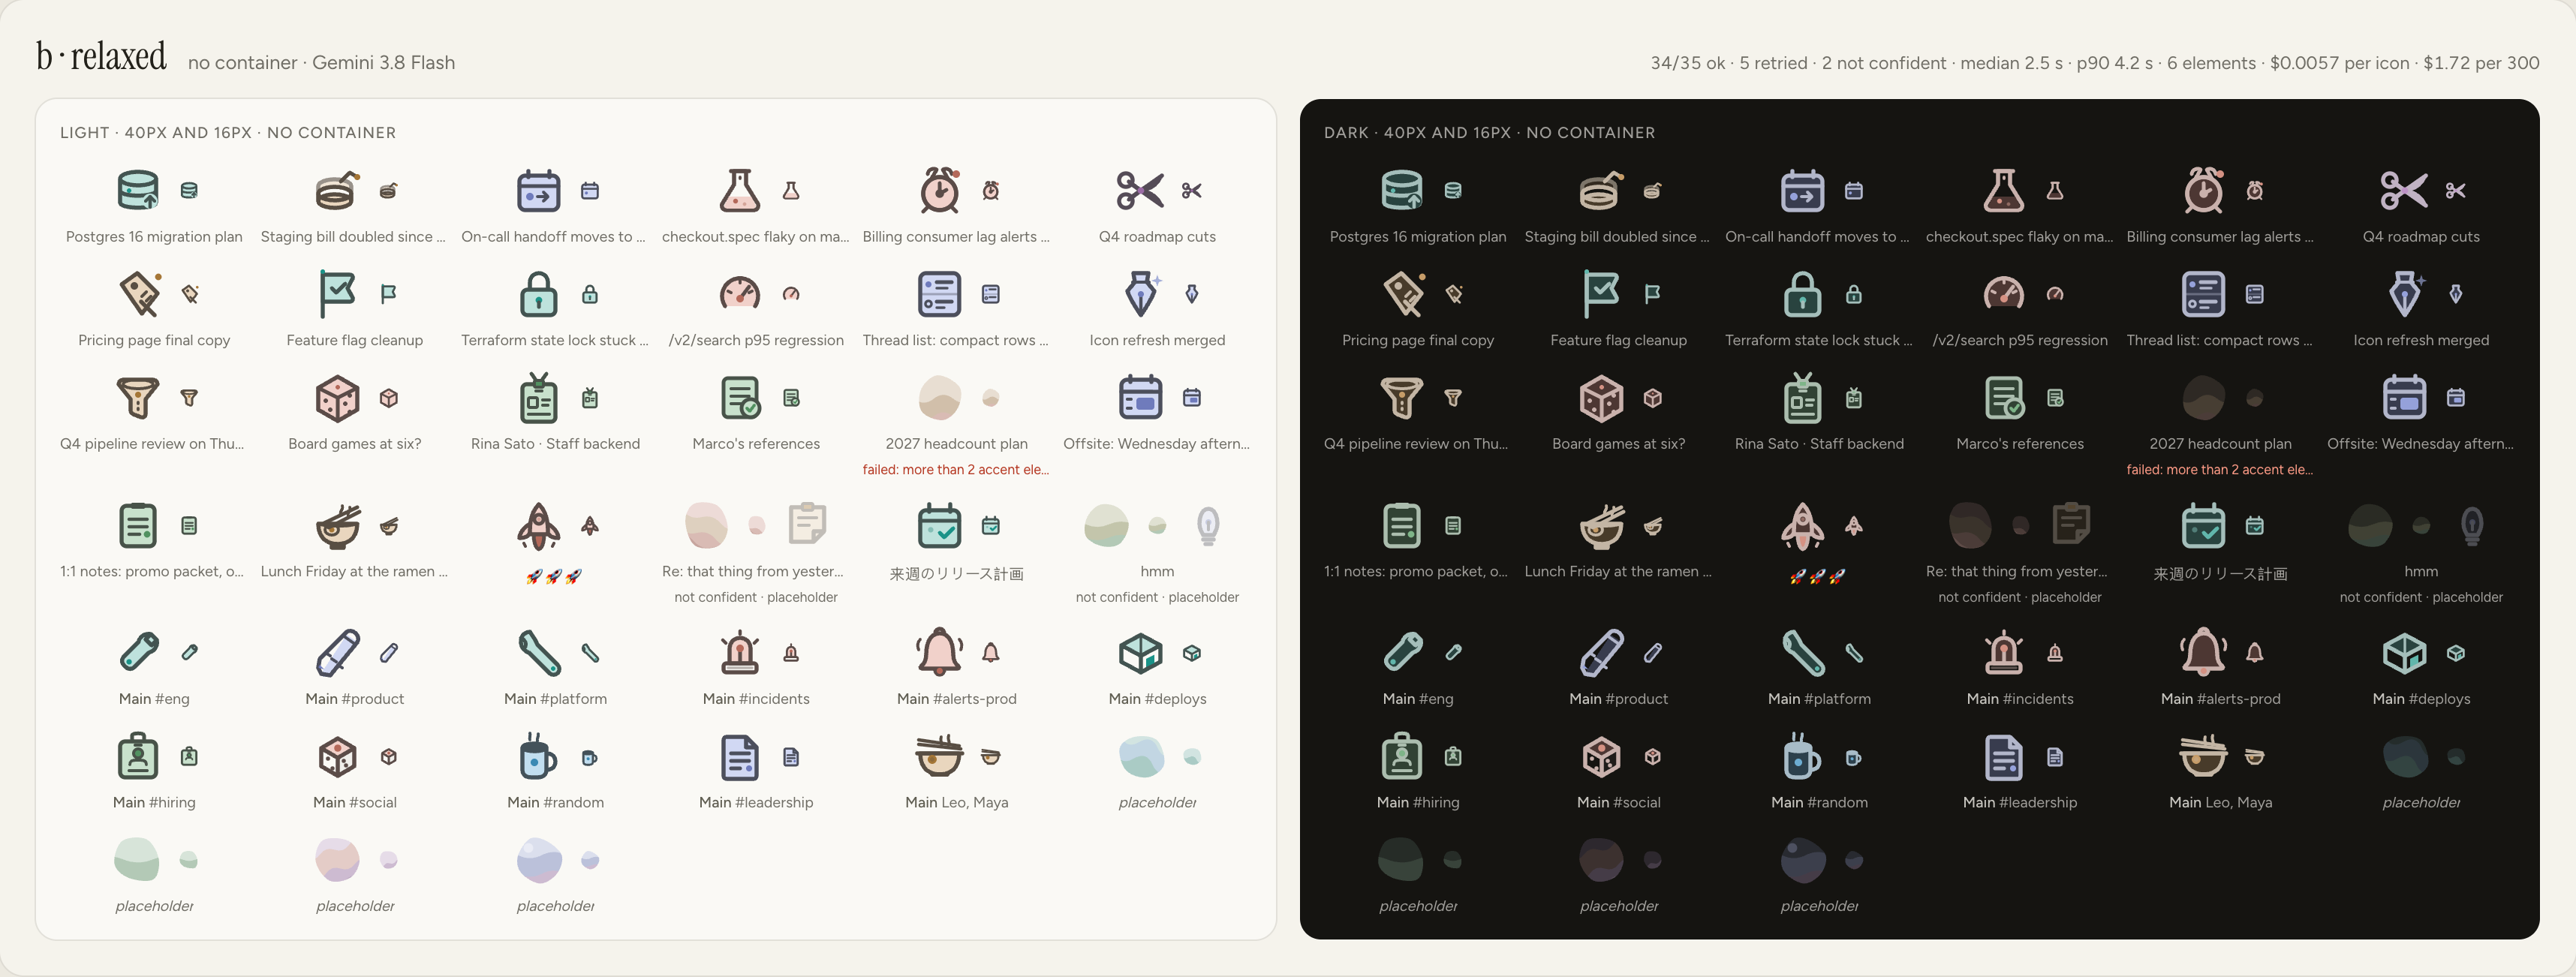 b · relaxed no container · Gemini 3.8 Flash
34/35 ok · 5 retried · 2 not confident · median 2.5 s · p90 4.2 s · 6 elements · $0.0057 per icon · $1.72 per 300
LIGHT · 40PX AND 16PX · NO CONTAINER
Postgres 16 migration plan
Staging bill doubled since ...
On-call handoff moves to ...
checkout.spec flaky on ma...
Billing consumer lag alerts ...
Q4 roadmap cuts
Pricing page final copy
Feature flag cleanup
Terraform state lock stuck ...
/v2/search p95 regression
Thread list: compact rows ...
Icon refresh merged
Q4 pipeline review on Thu...
Board games at six?
Rina Sato · Staff backend
Marco's references
2027 headcount plan
failed: more than 2 accent ele...
Offsite: Wednesday aftern...
1:1 notes: promo packet, o...
Lunch Friday at the ramen ...
🚀🚀🚀
Re: that thing from yester...
not confident · placeholder
来週のリリース計画
hmm
not confident · placeholder
Main #eng
Main #product
Main #platform
Main #incidents
Main #alerts-prod
Main #deploys
Main #hiring
Main #social
Main #random
Main #leadership
Main Leo, Maya
placeholder
placeholder
placeholder
placeholder
DARK · 40PX AND 16PX · NO CONTAINER
Postgres 16 migration plan
Staging bill doubled since ...
On-call handoff moves to ...
checkout.spec flaky on ma...
Billing consumer lag alerts ...
Q4 roadmap cuts
Pricing page final copy
Feature flag cleanup
Terraform state lock stuck ...
/v2/search p95 regression
Thread list: compact rows ...
Icon refresh merged
Q4 pipeline review on Thu...
Board games at six?
Rina Sato · Staff backend
Marco's references
2027 headcount plan
failed: more than 2 accent ele...
Offsite: Wednesday aftern...
1:1 notes: promo packet, o...
Lunch Friday at the ramen ...
🚀🚀🚀
Re: that thing from yester...
not confident · placeholder
来週のリリース計画
hmm
not confident · placeholder
Main #eng
Main #product
Main #platform
Main #incidents
Main #alerts-prod
Main #deploys
Main #hiring
Main #social
Main #random
Main #leadership
Main Leo, Maya
placeholder
placeholder
placeholder
placeholder